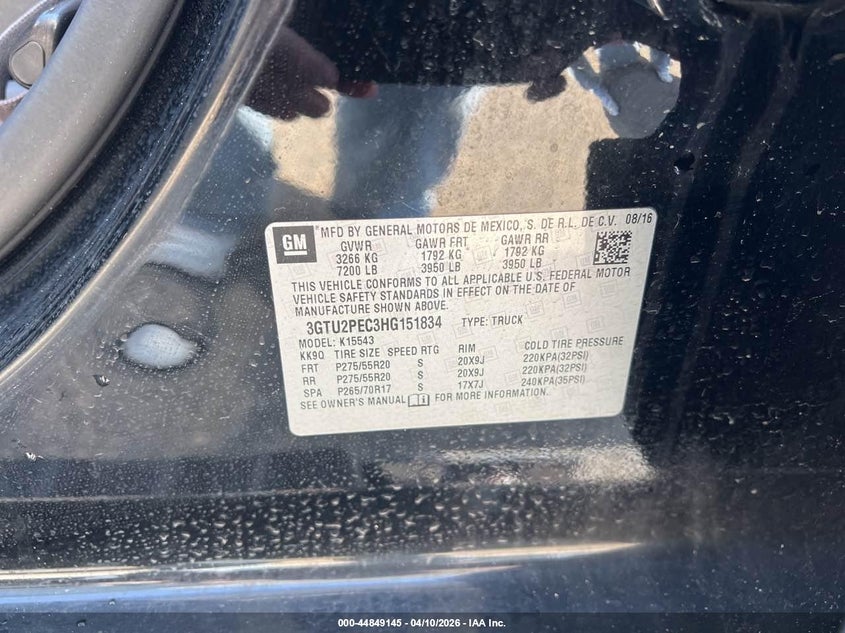 GM
MFD BY GENERAL MOTORS DE MEXICO, S. DE R.L. DE C.V. 08/16
GVWR GAWR FRT GAWR RR
3266 KG 1792 KG 1792 KG
7200 LB 3950 LB 3950 LB
THIS VEHICLE CONFORMS TO ALL APPLICABLE U.S. FEDERAL MOTOR
VEHICLE SAFETY STANDARDS IN EFFECT ON THE DATE OF
MANUFACTURE SHOWN ABOVE.
3GTU2PEC3HG151834 TYPE: TRUCK
MODEL: K15543
KK9Q TIRE SIZE SPEED RTG RIM COLD TIRE PRESSURE
FRT P275/55R20 S 20X9J 220KPA(32PSI)
RR P275/55R20 S 20X9J 220KPA(32PSI)
SPA P265/70R17 S 17X7J 240KPA(35PSI)
SEE OWNER'S MANUAL FOR MORE INFORMATION.
000-44849145 - 04/10/2026 - IAA Inc.